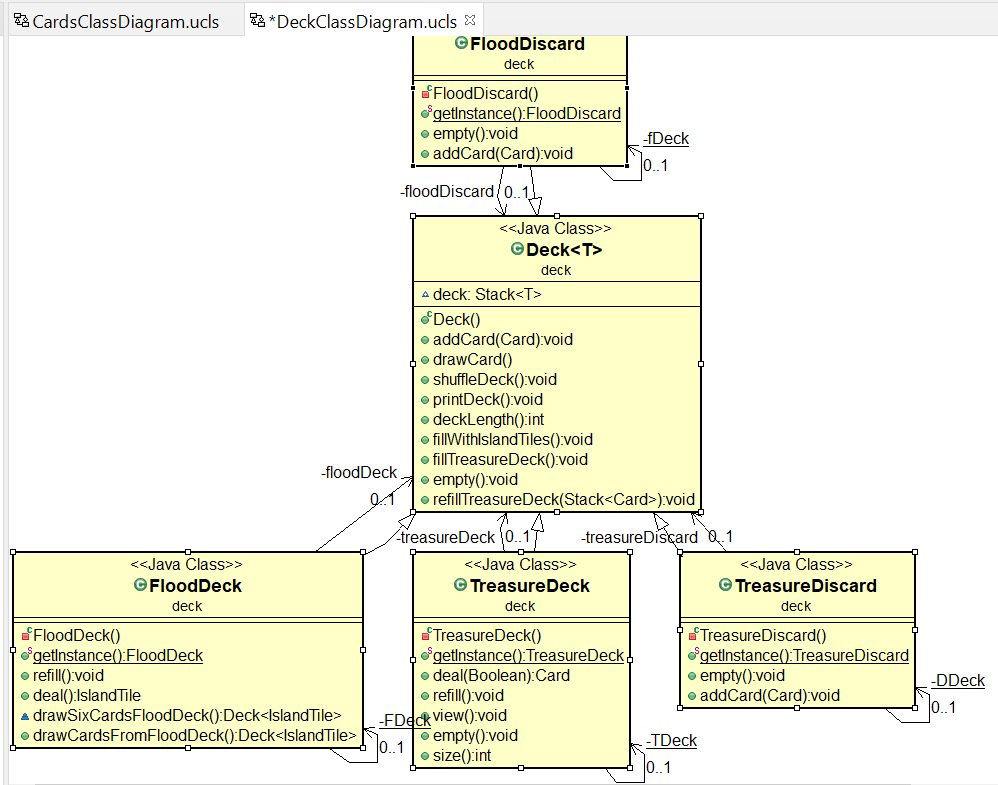 CardsClassDiagram.ucls
*DeckClassDiagram.ucls
FloodDiscard
deck
FloodDiscard()
getInstance():FloodDiscard
empty():void
addCard(Card):void
-fDeck
0..1
-floodDiscard
0..1
<<Java Class>>
Deck<T>
deck
deck: Stack<T>
Deck()
addCard(Card):void
drawCard()
shuffleDeck():void
printDeck():void
deckLength():int
fillWithIslandTiles():void
fillTreasureDeck():void
empty():void
refillTreasureDeck(Stack<Card>):void
-floodDeck
0..1
-treasureDeck
0..1
-treasureDiscard
0..1
<<Java Class>>
FloodDeck
deck
FloodDeck()
getInstance():FloodDeck
refill():void
deal():IslandTile
drawSixCardsFloodDeck():Deck<IslandTile>
drawCardsFromFloodDeck():Deck<IslandTile>
-FDeck
0..1
<<Java Class>>
TreasureDeck
deck
TreasureDeck()
getInstance():TreasureDeck
deal(Boolean):Card
refill():void
view():void
empty():void
size():int
-TDeck
0..1
<<Java Class>>
TreasureDiscard
deck
TreasureDiscard()
getInstance():TreasureDiscard
empty():void
addCard(Card):void
-DDeck
0..1